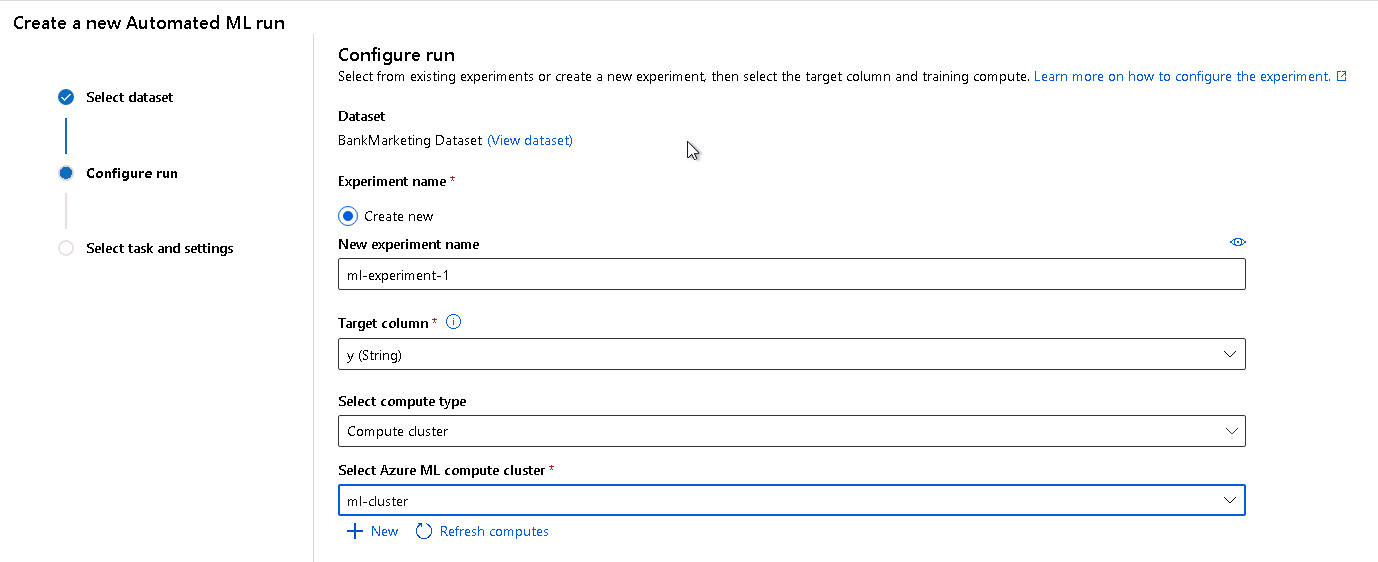 Create a new Automated ML run
Select dataset
Configure run
Select task and settings
Configure run
Select from existing experiments or create a new experiment, then select the target column and training compute. Learn more on how to configure the experiment.
Dataset
BankMarketing Dataset (View dataset)
Experiment name *
Create new
New experiment name
ml-experiment-1
Target column *
y (String)
Select compute type
Compute cluster
Select Azure ML compute cluster *
ml-cluster
New Refresh computes